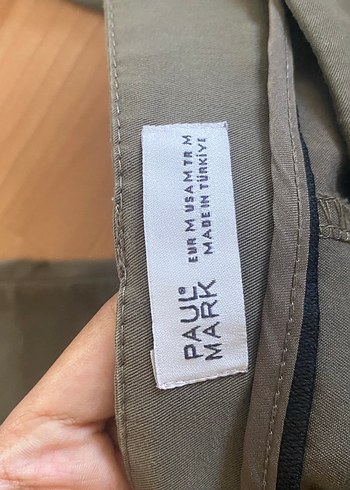 PAUL®
MARK
EUR M USA M TR M
MADE IN TÜRKİYE